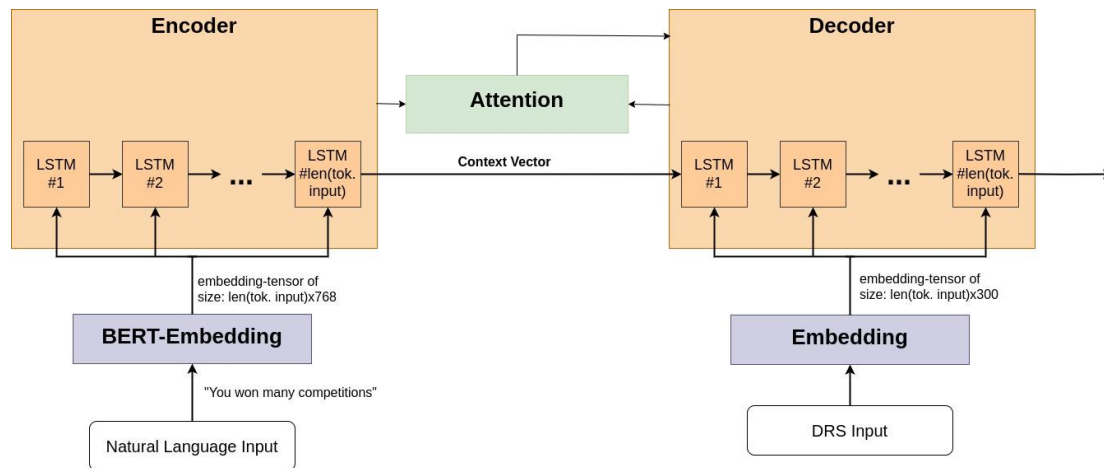 Encoder
Decoder
Attention
LSTM
#1
LSTM
#2
...
LSTM
#len(tok.
input)
Context Vector
LSTM
#1
LSTM
#2
...
LSTM
#len(tok.
input)
embedding-tensor of
size: len(tok. input)x768
embedding-tensor of
size: len(tok. input)x300
BERT-Embedding
Embedding
"You won many competitions"
Natural Language Input
DRS Input